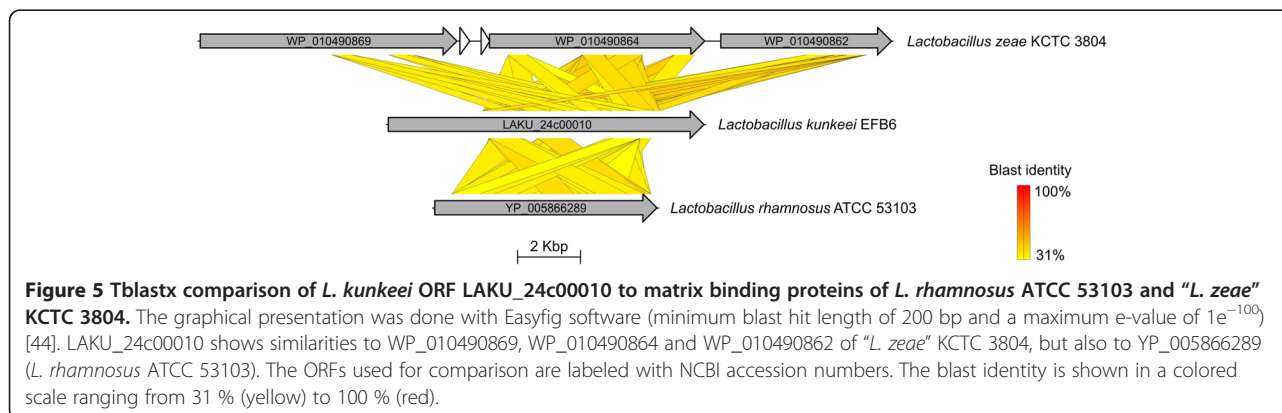 WP_010490869 WP_010490864 WP_010490862 Lactobacillus zeae KCTC 3804
LAKU_24c00010 Lactobacillus kunkeei EFB6
Blast identity
100%
31%
YP_005866289 Lactobacillus rhamnosus ATCC 53103
2 Kbp
Figure 5 Tblastx comparison of L. kunkeei ORF LAKU_24c00010 to matrix binding proteins of L. rhamnosus ATCC 53103 and “L. zeae”
KCTC 3804. The graphical presentation was done with Easyfig software (minimum blast hit length of 200 bp and a maximum e-value of 1e⁻¹⁰⁰)
[44]. LAKU_24c00010 shows similarities to WP_010490869, WP_010490864 and WP_010490862 of “L. zeae” KCTC 3804, but also to YP_005866289
(L. rhamnosus ATCC 53103). The ORFs used for comparison are labeled with NCBI accession numbers. The blast identity is shown in a colored
scale ranging from 31 % (yellow) to 100 % (red).